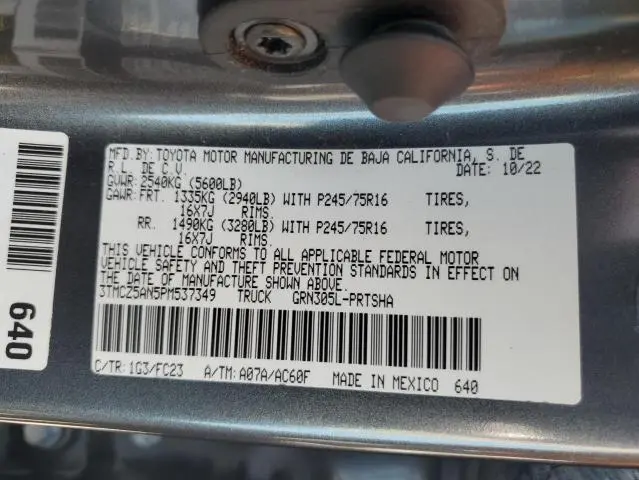 MFD.BY:TOYOTA MOTOR MANUFACTURING DE BAJA CALIFORNIA, S. DE
R.L. DE C.V. DATE: 10/22
GVWR: 2540KG (5600LB)
GAWR:FRT. 1335KG (2940LB) WITH P245/75R16 TIRES,
16X7J RIMS.
RR. 1490KG (3280LB) WITH P245/75R16 TIRES,
16X7J RIMS.
THIS VEHICLE CONFORMS TO ALL APPLICABLE FEDERAL MOTOR
VEHICLE SAFETY AND THEFT PREVENTION STANDARDS IN EFFECT ON
THE DATE OF MANUFACTURE SHOWN ABOVE.
3TMCZ5AN5PM537349 TRUCK GRN305L-PRTSHA
C/TR:1G3/FC23 A/TM:A07A/AC60F MADE IN MEXICO 640
640